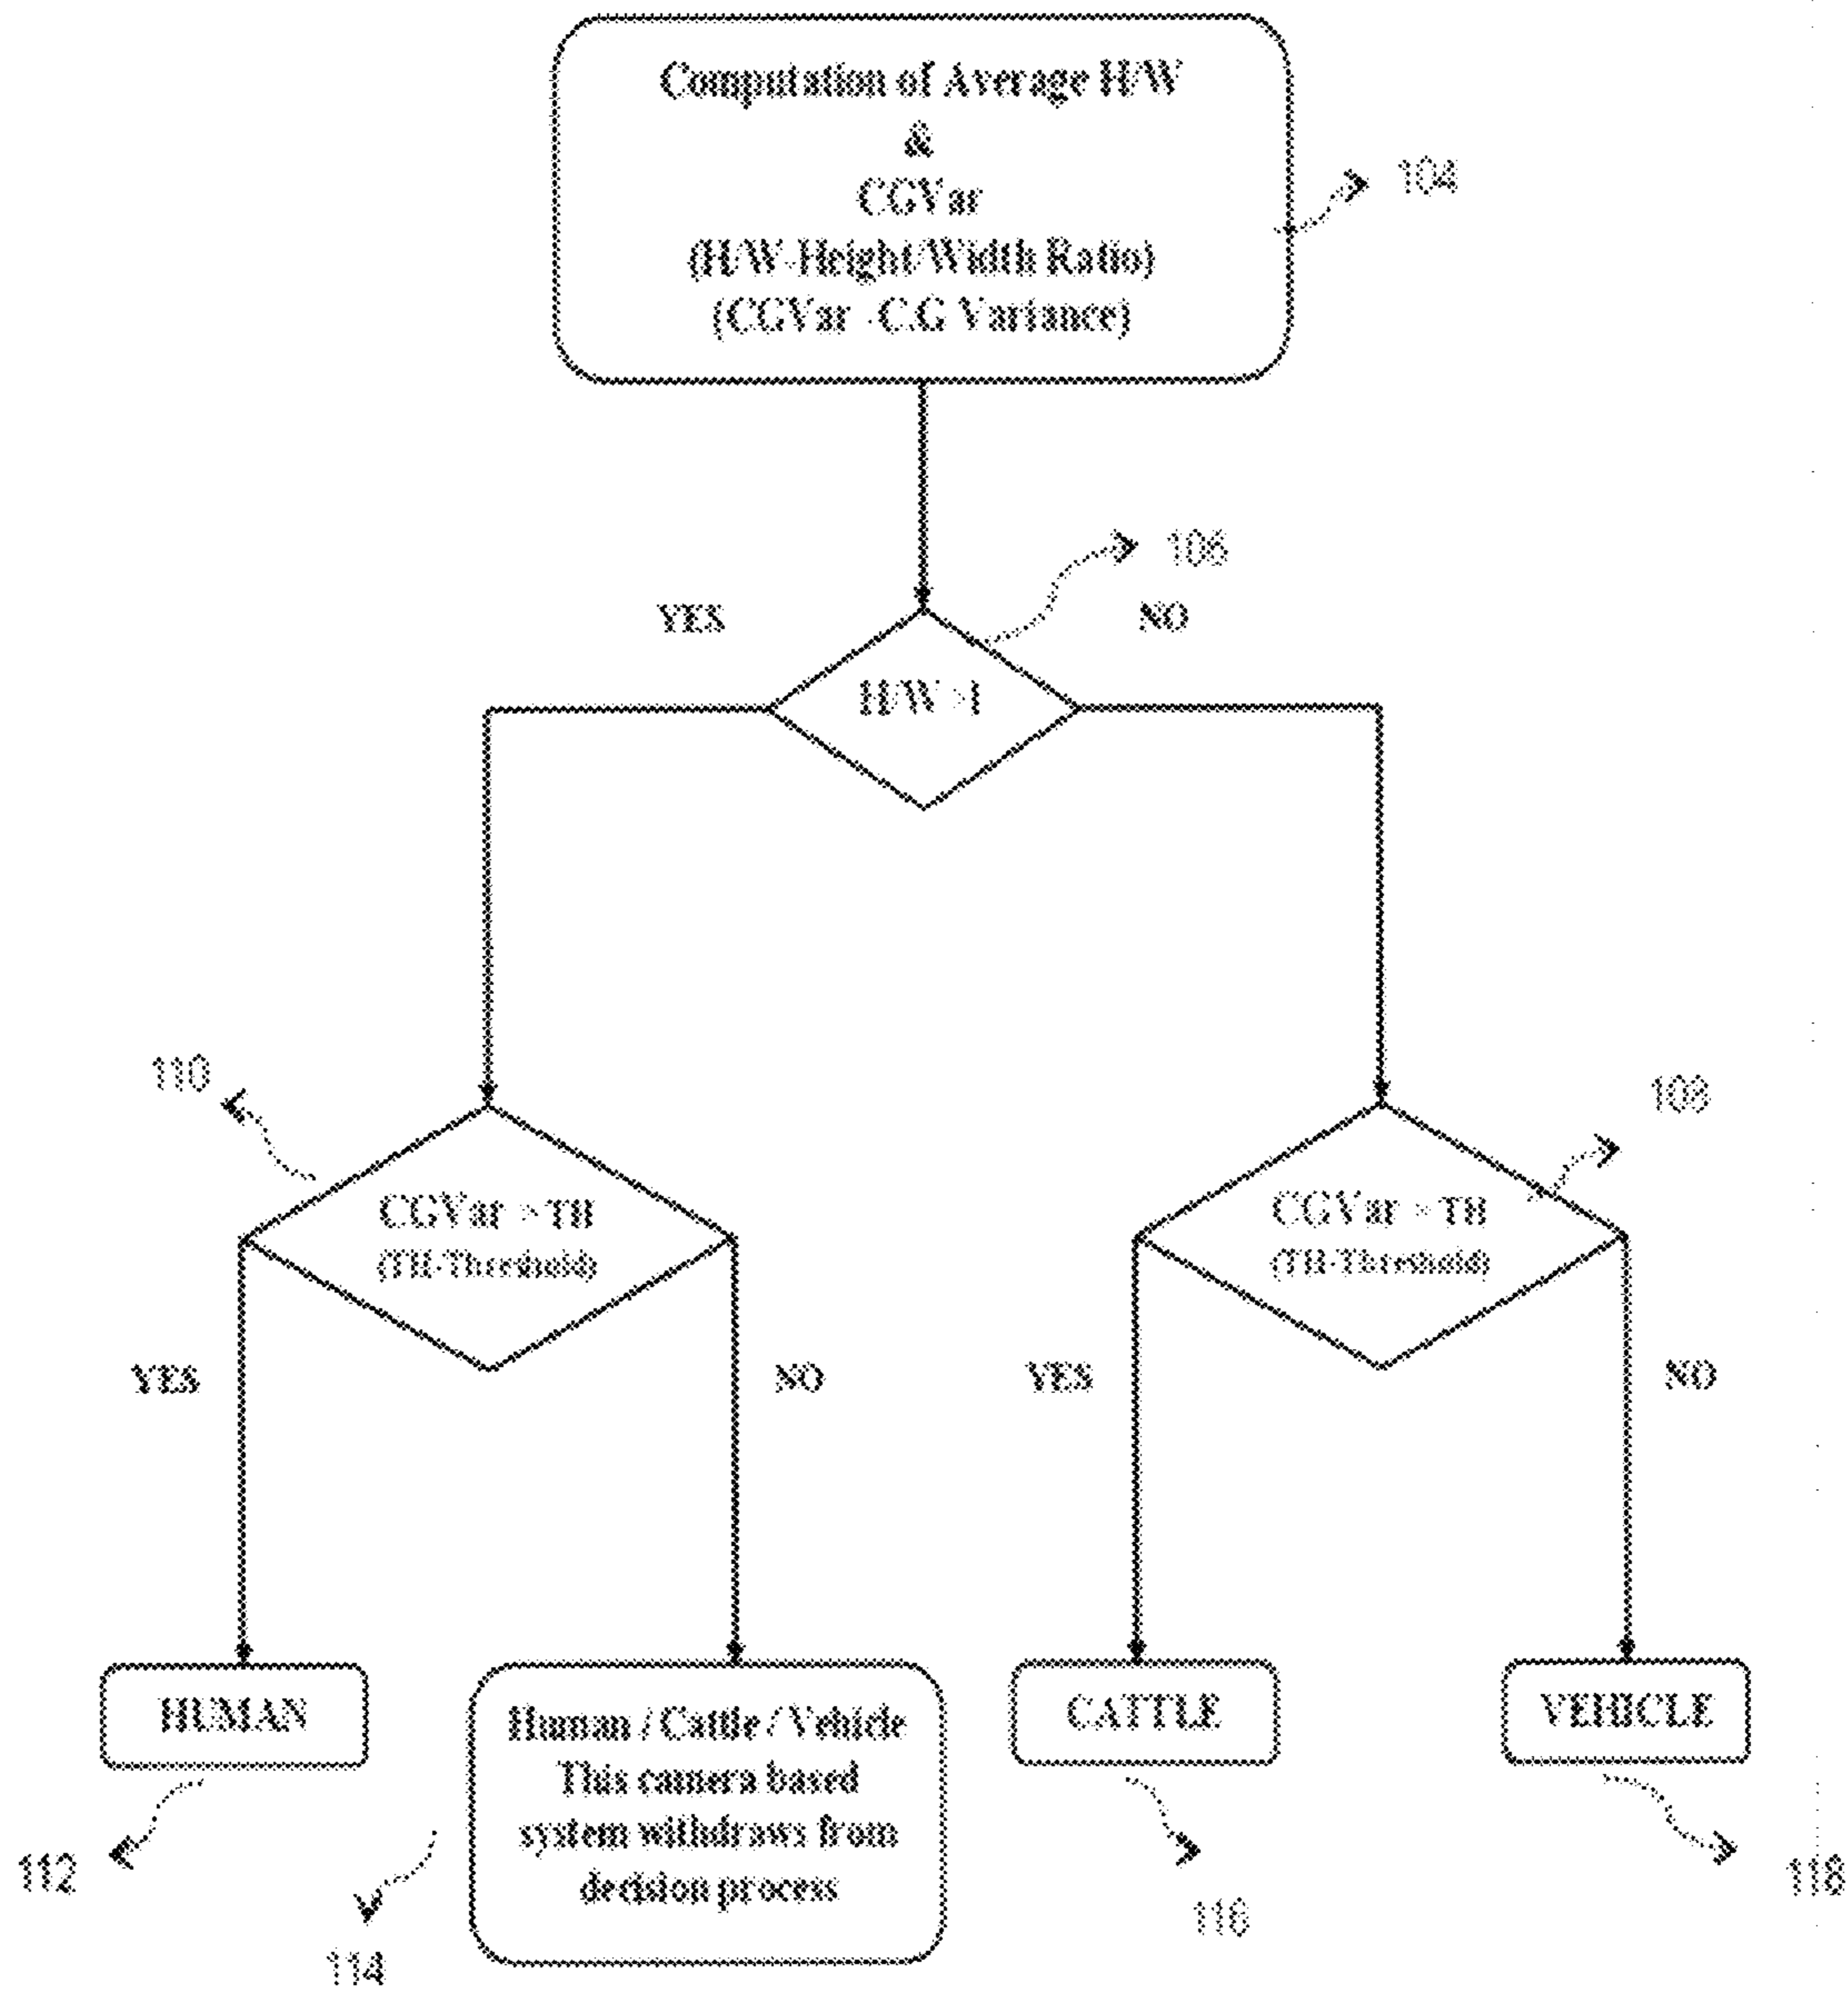 Computation of Average H/W
&
CGVar
(H/W-Height/Width Ratio)
(CGVar -C.G Variance)
104
106
YES
NO
H/W >1
110
108
CGVar > TH
(TH-Threshold)
CGVar > TH
(TH-Threshold)
YES
NO
YES
NO
HUMAN
Human / Cattle / Vehicle
This camera based
system withdraws from
decision process
CATTLE
VEHICLE
112
114
116
118